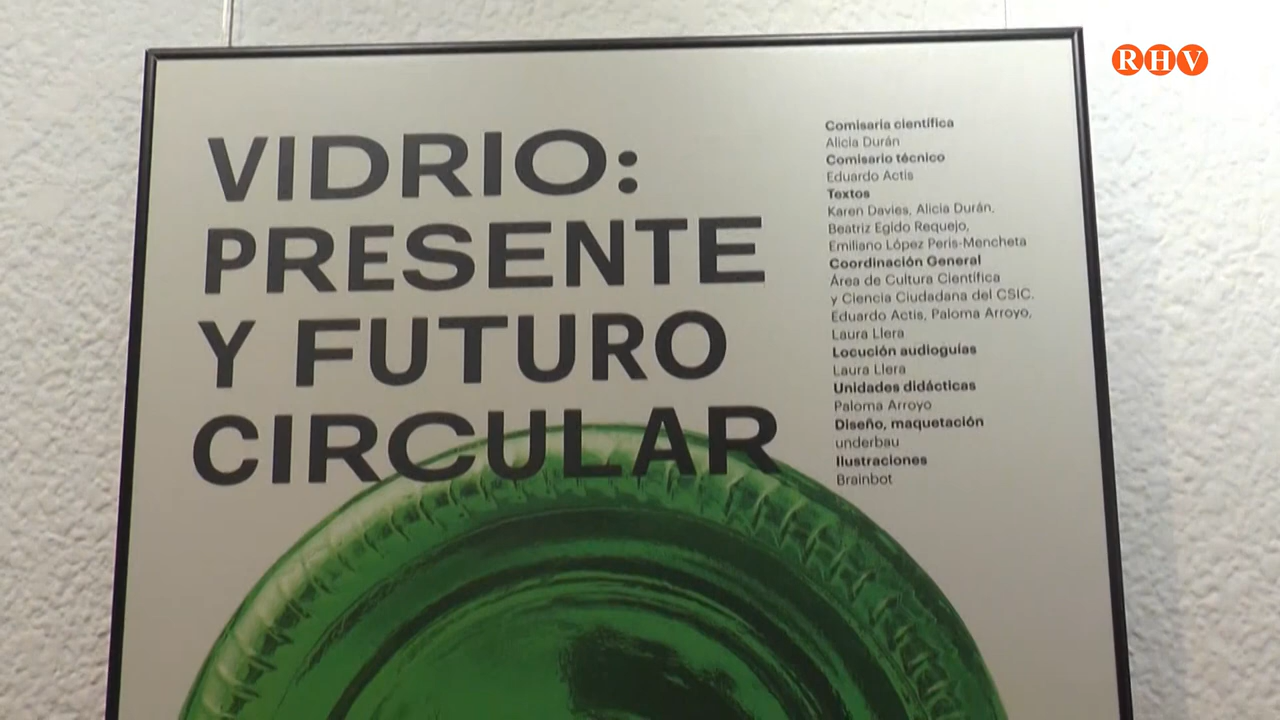 VIDRIO:
PRESENTE
Y FUTURO
CIRCULAR
Comisaria científica
Alicia Durán
Comisario técnico
Eduardo Actis
Textos
Karen Davies, Alicia Durán,
Beatriz Egido Requejo,
Emiliano López Peris-Mencheta
Coordinación General
Área de Cultura Científica
y Ciencia Ciudadana del CSIC.
Eduardo Actis, Paloma Arroyo,
Laura Llera
Locución audioguías
Laura Llera
Unidades didácticas
Paloma Arroyo
Diseño, maquetación
underbau
Ilustraciones
Brainbot
RHV